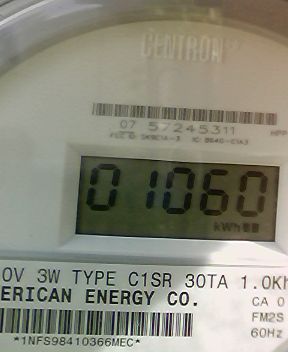 CENTRON®
07 57245311
01060
kWh
0V 3W TYPE C1SR 30TA 1.0Kh
ERICAN ENERGY CO.
CA 0
FM2S
60Hz
*1NFS98410366MEC*